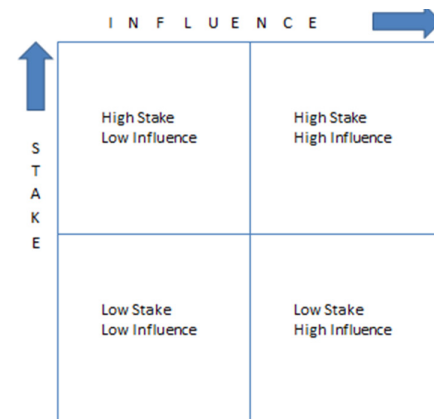 I N F L U E N C E
S
T
A
K
E
High Stake
Low Influence
High Stake
High Influence
Low Stake
Low Influence
Low Stake
High Influence